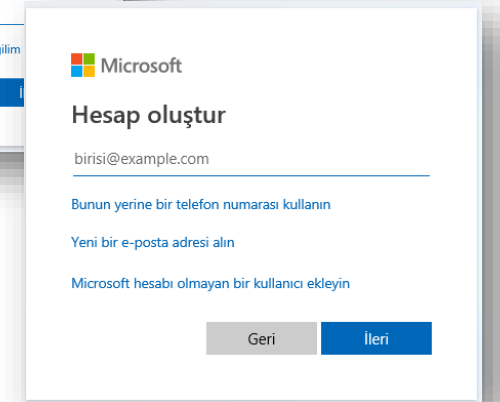 Microsoft
Hesap oluştur
birisi@example.com
Bunun yerine bir telefon numarası kullanın
Yeni bir e-posta adresi alın
Microsoft hesabı olmayan bir kullanıcı ekleyin
Geri
İleri